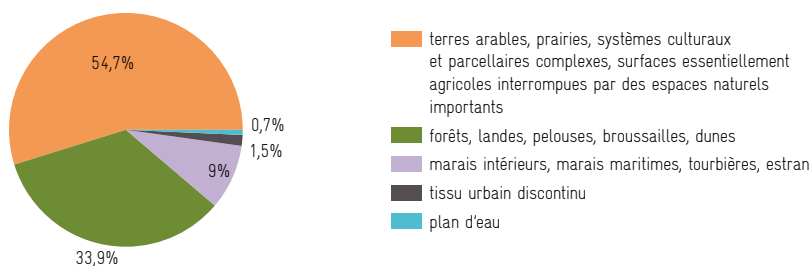 54,7%
0,7%
1,5%
9%
33,9%
terres arables, prairies, systèmes culturaux
et parcellaires complexes, surfaces essentiellement
agricoles interrompues par des espaces naturels
importants
forêts, landes, pelouses, broussailles, dunes
marais intérieurs, marais maritimes, tourbières, estran
tissu urbain discontinu
plan d'eau